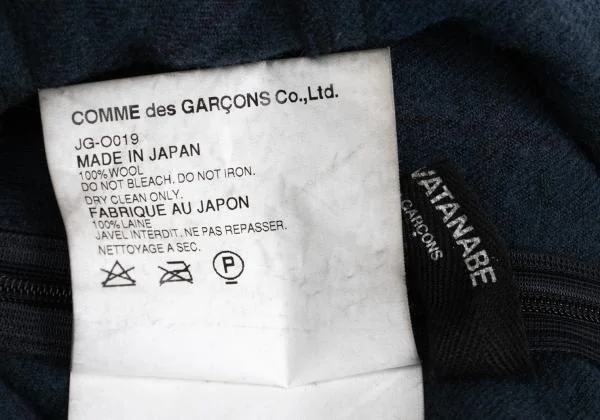 COMME des GARÇONS Co.,Ltd.
JG-O019
MADE IN JAPAN
100% WOOL
DO NOT BLEACH. DO NOT IRON.
DRY CLEAN ONLY.
FABRIQUE AU JAPON
100% LAINE
JAVEL INTERDIT. NE PAS REPASSER.
NETTOYAGE A SEC.
P
WATANABE
GARÇONS